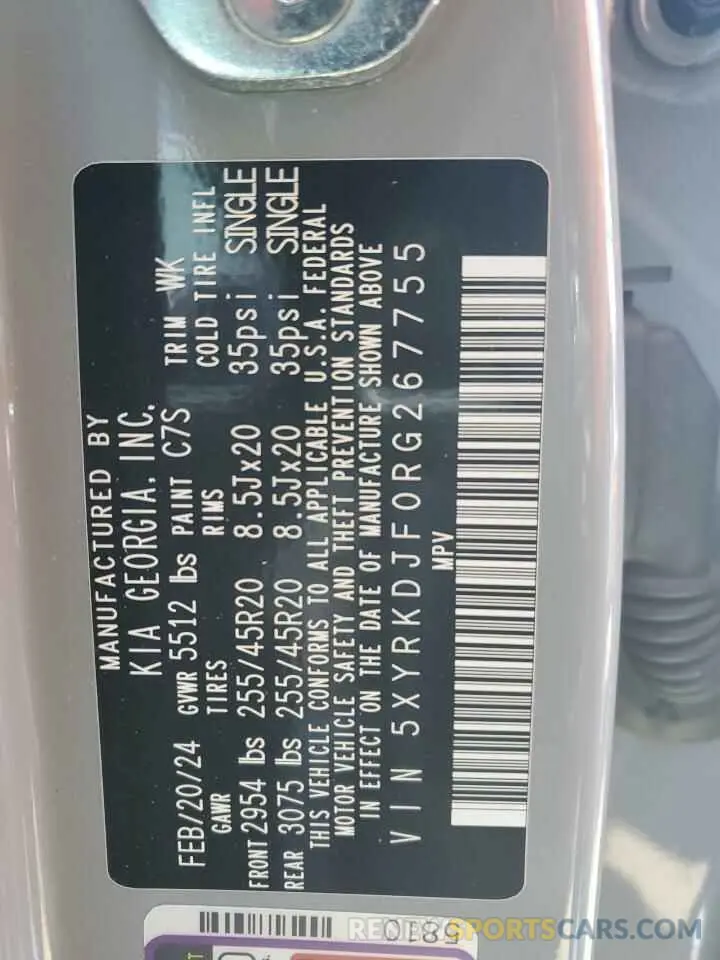 MANUFACTURED BY
KIA GEORGIA, INC.
FEB/20/24 GVWR 5512 lbs PAINT C7S TRIM WK
GAWR TIRES RIMS COLD TIRE INFL
FRONT 2954 lbs 255/45R20 8.5Jx20 35psi SINGLE
REAR 3075 lbs 255/45R20 8.5Jx20 35psi SINGLE
THIS VEHICLE CONFORMS TO ALL APPLICABLE U.S.A. FEDERAL
MOTOR VEHICLE SAFETY AND THEFT PREVENTION STANDARDS
IN EFFECT ON THE DATE OF MANUFACTURE SHOWN ABOVE
VIN 5XYRKDJF0RG267755
MPV
5810
RESEARCHSPORTSCARS.COM